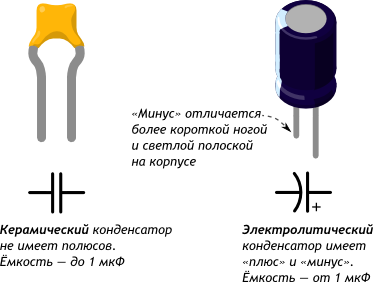 «Минус» отличается
более короткой ногой
и светлой полоской
на корпусе
+
Керамический конденсатор
не имеет полюсов.
Ёмкость — до 1 мкФ
Электролитический
конденсатор имеет
«плюс» и «минус».
Ёмкость — от 1 мкФ